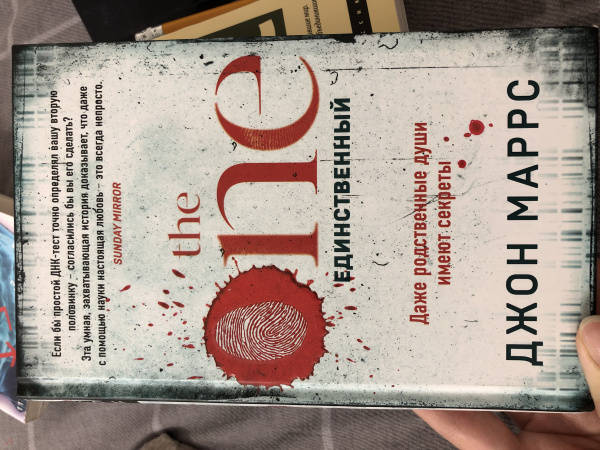 Если бы простой ДНК-тест точно определял вашу вторую
половинку – согласились бы вы его сделать?
Эта умная, захватывающая история доказывает, что даже
с помощью науки настоящая любовь – это всегда непросто.
SUNDAY MIRROR
the
one
ЕДИНСТВЕННЫЙ
Даже родственные души
имеют секреты
ДЖОН МАРРС